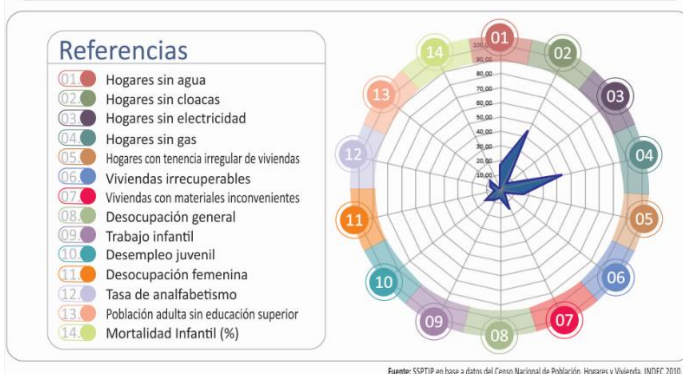 Referencias
01 Hogares sin agua
02 Hogares sin cloacas
03 Hogares sin electricidad
04 Hogares sin gas
05 Hogares con tenencia irregular de viviendas
06 Viviendas irrecuperables
07 Viviendas con materiales inconvenientes
08 Desocupación general
09 Trabajo infantil
10. Desempleo juvenil
11. Desocupación femenina
12. Tasa de analfabetismo
13. Población adulta sin educación superior
14. Mortalidad Infantil (%)
01
02
03
04
05
06
07
08
09
10
11
12
13
14
100,00
90,00
80,00
70,00
60,00
50,00
40,00
30,00
20,00
10,00
Fuente: SSPTIP en base a datos del Censo Nacional de Población, Hogares y Vivienda. INDEC 2010.